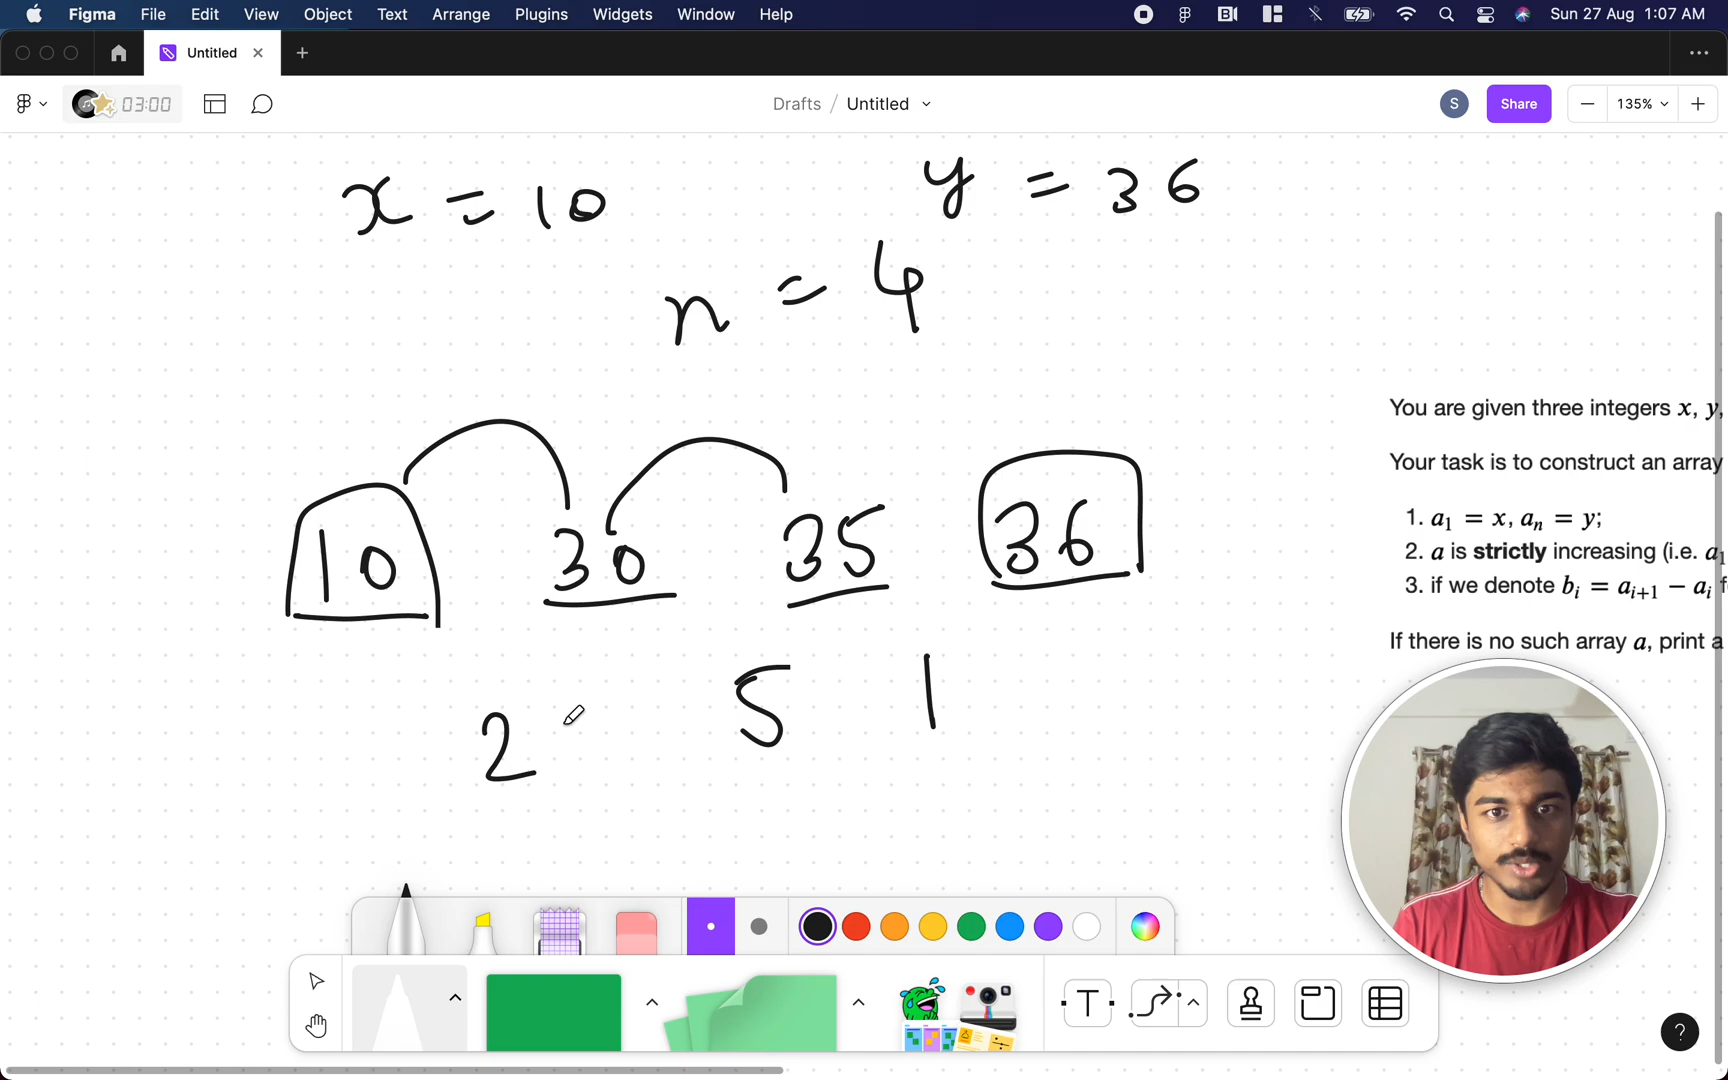 Figma File Edit View Object Text Arrange Plugins Widgets Window Help Sun 27 Aug 1:07 AM
Untitled
03:00 Drafts / Untitled S Share 135%
x = 10 y = 36
n = 4
You are given three integers x, y,
Your task is to construct an array
1. a₁ = x, aₙ = y;
2. a is strictly increasing (i.e. a₁
3. if we denote bᵢ = aᵢ₊₁ − aᵢ f
If there is no such array a, print a
10 30 35 36
2 5 1
T
?